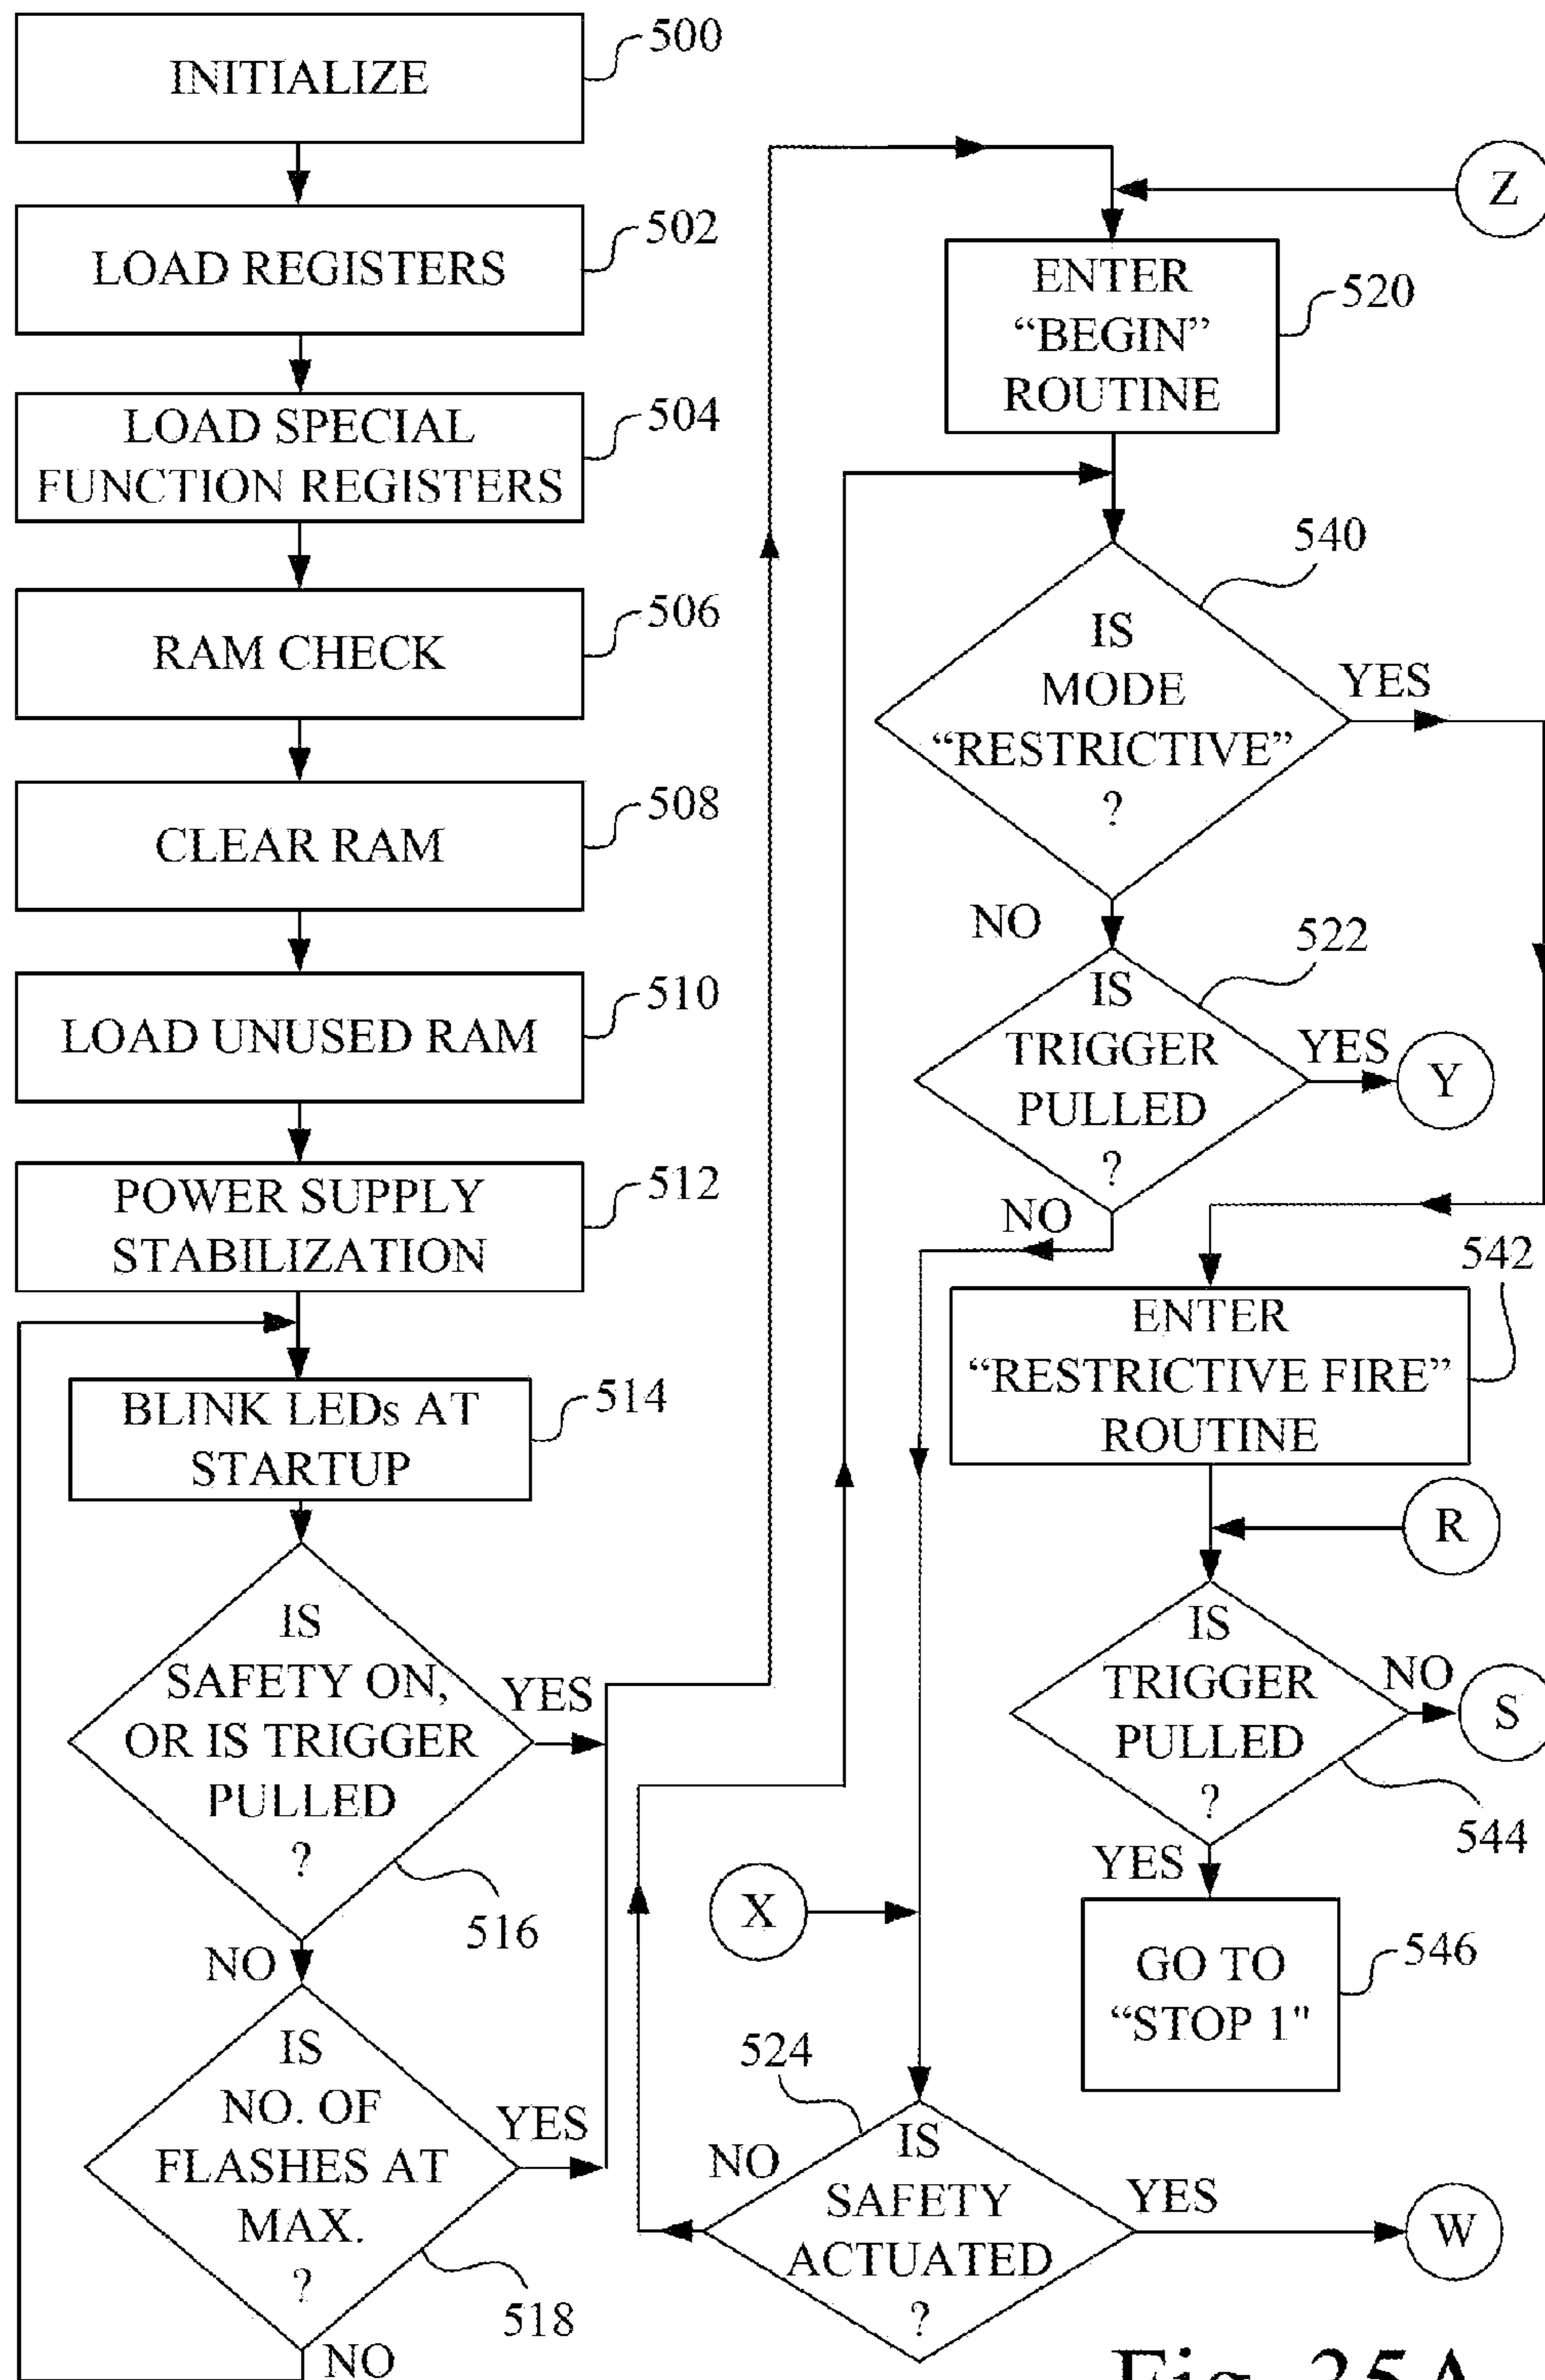 INITIALIZE
500
LOAD REGISTERS
502
LOAD SPECIAL
FUNCTION REGISTERS
504
RAM CHECK
506
CLEAR RAM
508
LOAD UNUSED RAM
510
POWER SUPPLY
STABILIZATION
512
BLINK LEDs AT
STARTUP
514
IS
SAFETY ON,
OR IS TRIGGER
PULLED
?
YES
516
NO
IS
NO. OF
FLASHES AT
MAX.
?
YES
518
NO
Z
ENTER
“BEGIN”
ROUTINE
520
540
IS
MODE
“RESTRICTIVE”
?
YES
NO
522
IS
TRIGGER
PULLED
?
YES
Y
NO
542
ENTER
“RESTRICTIVE FIRE”
ROUTINE
R
IS
TRIGGER
PULLED
?
NO
S
544
YES
GO TO
“STOP 1"
546
X
524
IS
SAFETY
ACTUATED
?
NO
YES
W
Fig. 35A